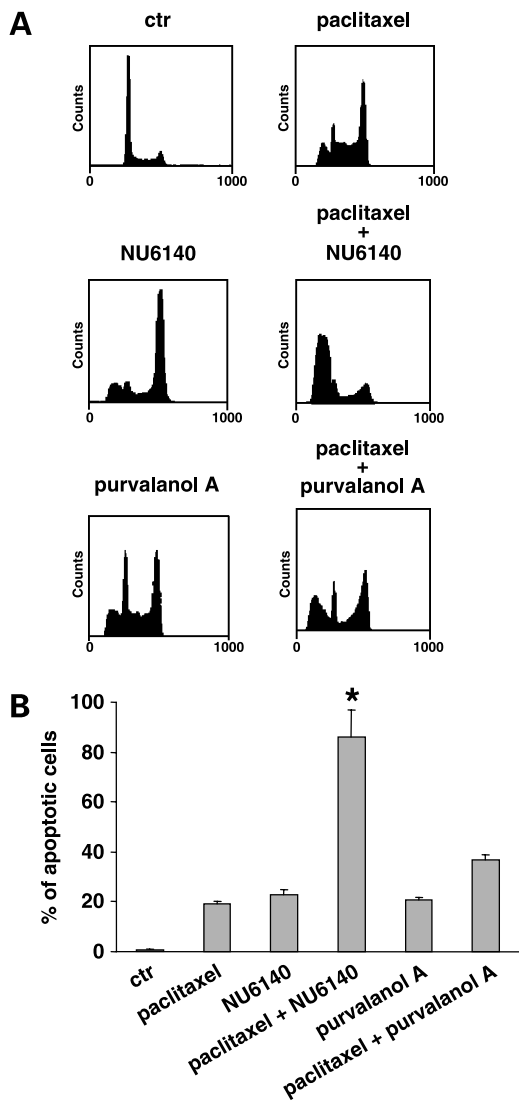 A
ctr
paclitaxel
Counts
Counts
0 1000
0 1000
NU6140
paclitaxel
+
NU6140
Counts
Counts
0 1000
0 1000
purvalanol A
paclitaxel
+
purvalanol A
Counts
Counts
0 1000
0 1000
B
% of apoptotic cells
100
80
60
40
20
0
*
ctr
paclitaxel
NU6140
paclitaxel + NU6140
purvalanol A
paclitaxel + purvalanol A